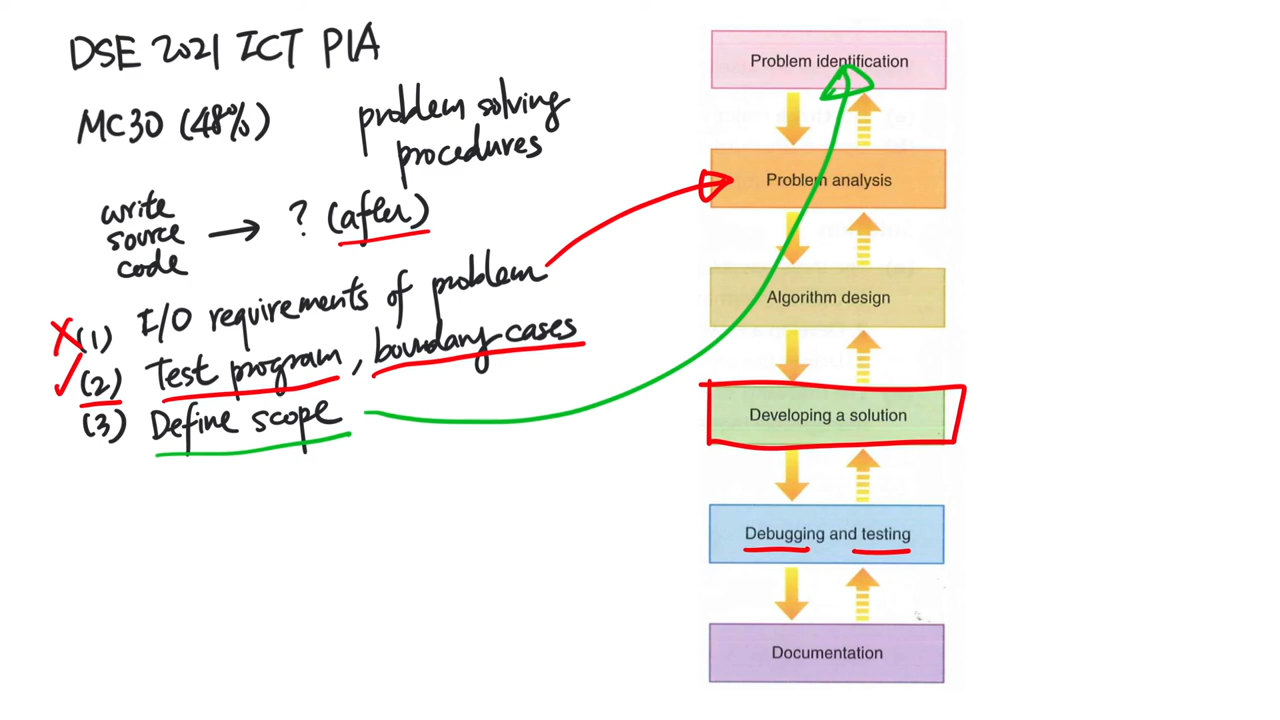 DSE 2021 ICT P1A
MC30 (48%)
problem solving
procedures
write
source
code
→ ? (after)
X (1) I/O requirements of problem
✓ (2) Test program, boundary cases
(3) Define scope
Problem identification
Problem analysis
Algorithm design
Developing a solution
Debugging and testing
Documentation